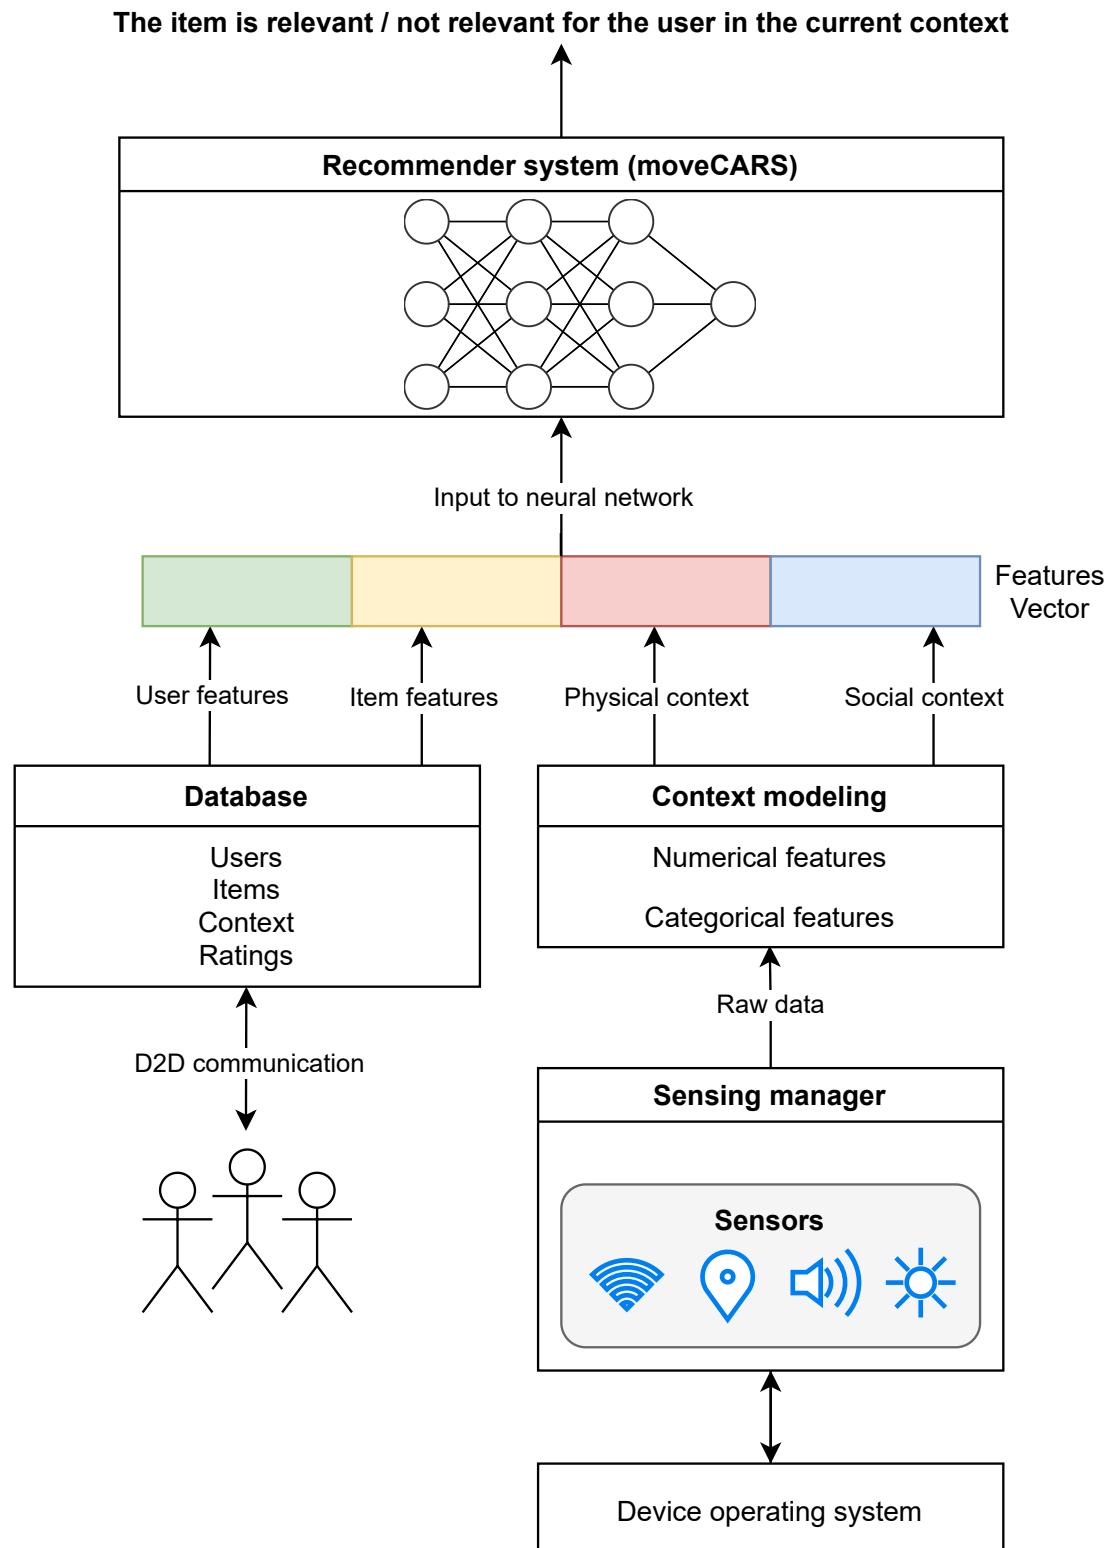 The item is relevant / not relevant for the user in the current context
Recommender system (moveCARS)
Input to neural network
Features
Vector
User features
Item features
Physical context
Social context
Database
Users
Items
Context
Ratings
Context modeling
Numerical features
Categorical features
D2D communication
Raw data
Sensing manager
Sensors
Device operating system